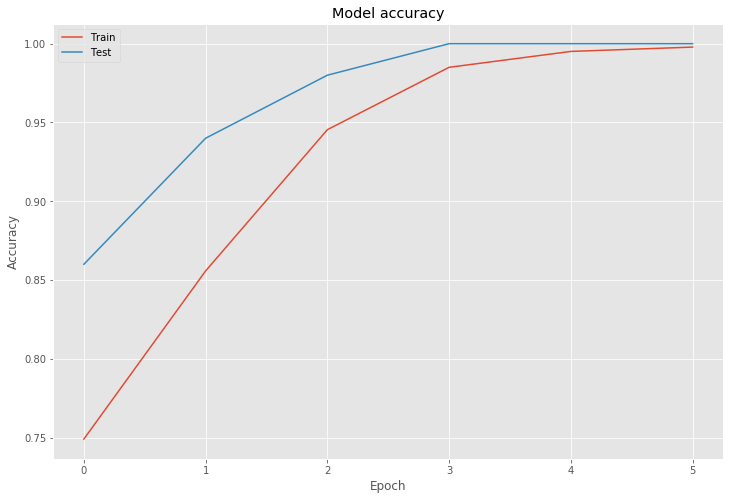 Model accuracy
Train
Test
1.00
0.95
0.90
0.85
0.80
0.75
Accuracy
0 1 2 3 4 5
Epoch